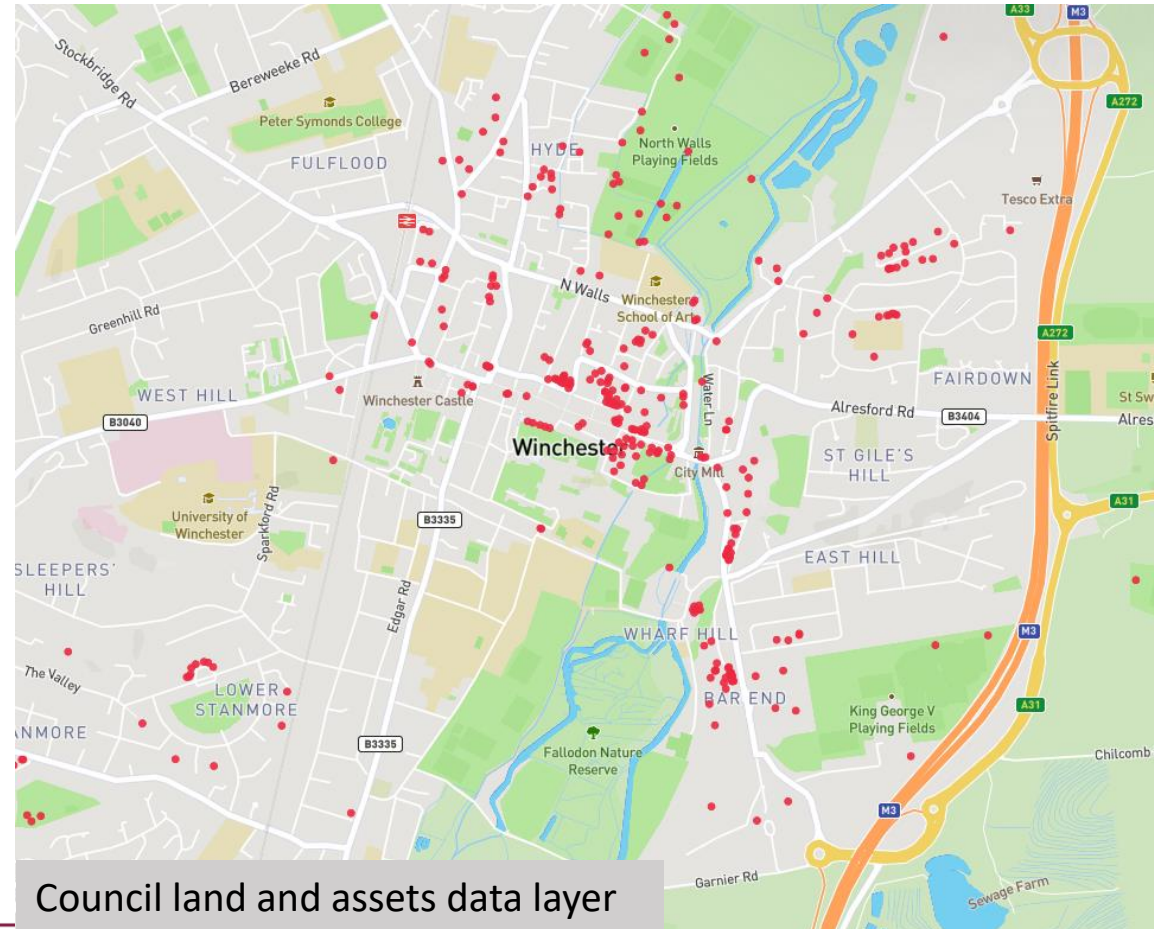 A33
M3
Stockbridge Rd
Bereweeke Rd
A272
Peter Symonds College
HYDE
North Walls
Playing Fields
FULFLOOD
Tesco Extra
N Walls
Winchester
School of Art
Greenhill Rd
A272
WEST HILL
Winchester Castle
Water Ln
FAIRDOWN
Spitfire Link
St Sw
B3040
Alresford Rd
B3404
Alres
Winchester
City Mill
ST GILE'S
HILL
University of
Winchester
Sparkford Rd
B3335
A31
SLEEPERS'
HILL
EAST HILL
Edgar Rd
WHARF HILL
M3
The Valley
LOWER
STANMORE
BAR END
King George V
Playing Fields
A31
ANMORE
B3335
Fallodon Nature
Reserve
Chilcomb
M3
Garnier Rd
Sewage Farm
Council land and assets data layer